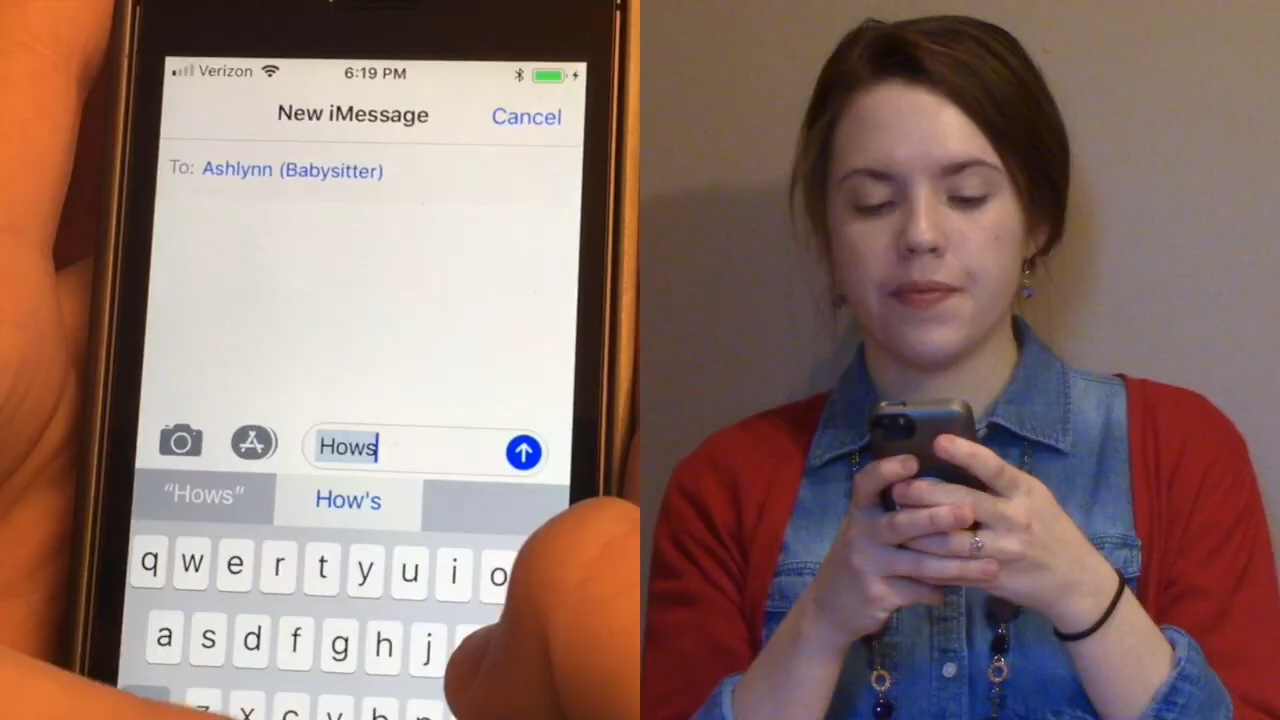 Verizon 6:19 PM
New iMessage Cancel
To: Ashlynn (Babysitter)
Hows
“Hows” How's
q w e r t y u i o
a s d f g h j
z x c v b n